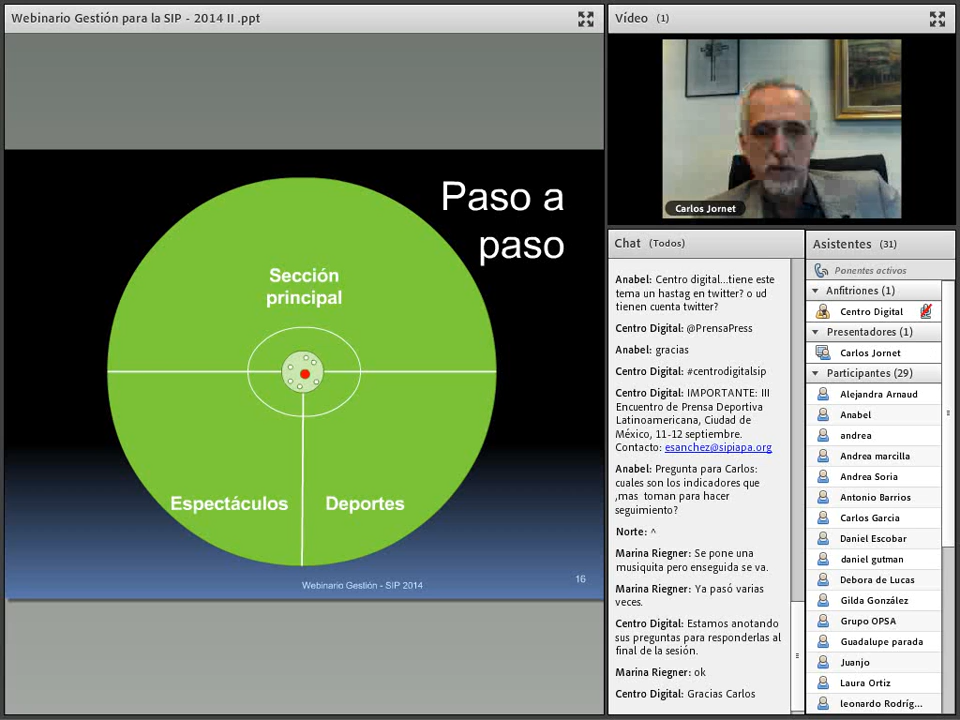 Webinario Gestión para la SIP - 2014 II .ppt
Paso a
paso
Sección
principal
Espectáculos
Deportes
Webinario Gestión - SIP 2014
16
Vídeo (1)
Carlos Jornet
Chat (Todos)
Anabel: Centro digital...tiene este
tema un hastag en twitter? o ud
tienen cuenta twitter?
Centro Digital: @PrensaPress
Anabel: gracias
Centro Digital: #centrodigitalsip
Centro Digital: IMPORTANTE: III
Encuentro de Prensa Deportiva
Latinoamericana, Ciudad de
México, 11-12 septiembre.
Contacto: esanchez@sipiapa.org
Anabel: Pregunta para Carlos:
cuales son los indicadores que
,mas toman para hacer
seguimiento?
Norte: ^
Marina Riegner: Se pone una
musiquita pero enseguida se va.
Marina Riegner: Ya pasó varias
veces.
Centro Digital: Estamos anotando
sus preguntas para responderlas al
final de la sesión.
Marina Riegner: ok
Centro Digital: Gracias Carlos
Asistentes (31)
Ponentes activos
Anfitriones (1)
Centro Digital
Presentadores (1)
Carlos Jornet
Participantes (29)
Alejandra Arnaud
Anabel
andrea
Andrea marcilla
Andrea Soria
Antonio Barrios
Carlos Garcia
Daniel Escobar
daniel gutman
Debora de Lucas
Gilda González
Grupo OPSA
Guadalupe parada
Juanjo
Laura Ortiz
leonardo Rodríg...